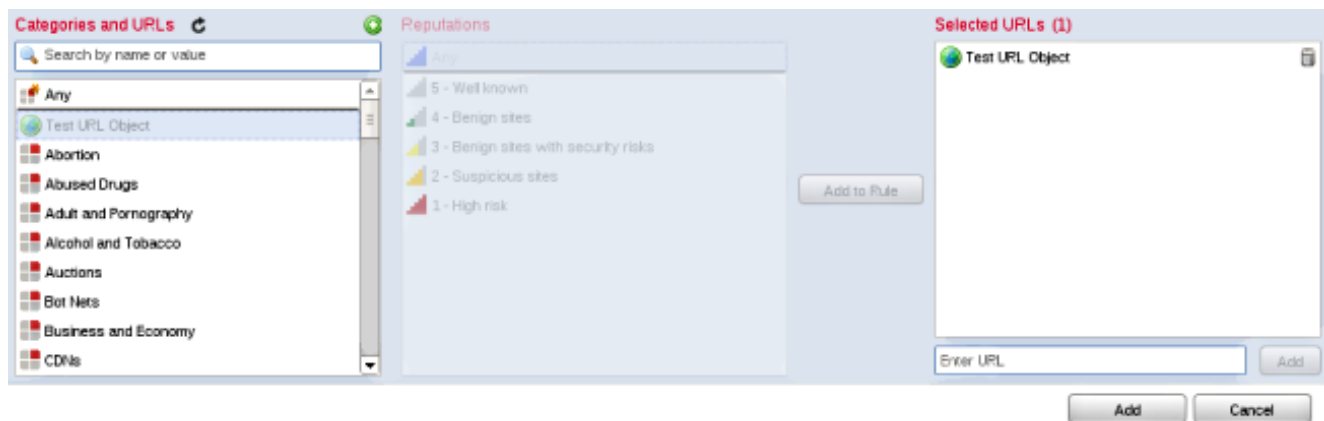 Categories and URLs
Search by name or value
Any
Test URL Object
Abortion
Abused Drugs
Adult and Pornography
Alcohol and Tobacco
Auctions
Bot Nets
Business and Economy
CDNs
Reputations
Any
5 - Well known
4 - Benign sites
3 - Benign sites with security risks
2 - Suspicious sites
1 - High risk
Add to Rule
Selected URLs (1)
Test URL Object
Enter URL
Add
Add
Cancel